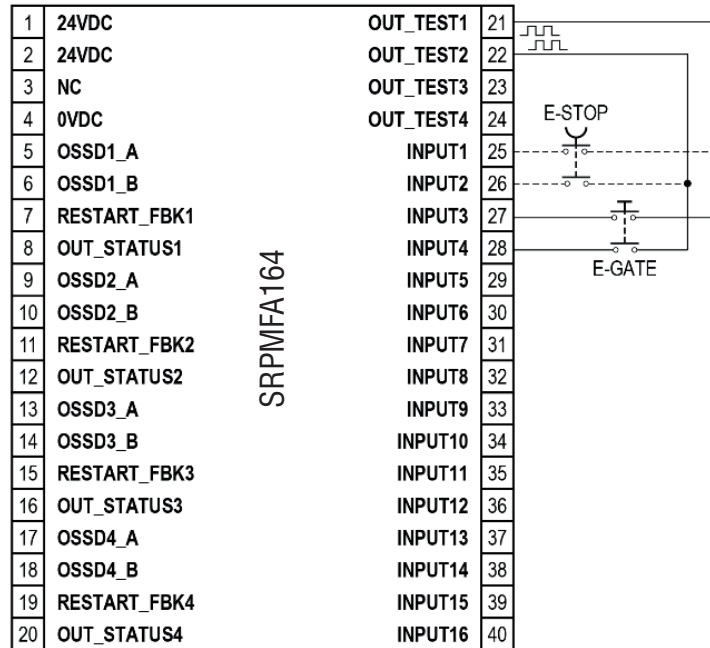 1 24VDC OUT_TEST1 21
2 24VDC OUT_TEST2 22
3 NC OUT_TEST3 23
4 0VDC OUT_TEST4 24
E-STOP
5 OSSD1_A INPUT1 25
6 OSSD1_B INPUT2 26
7 RESTART_FBK1 INPUT3 27
8 OUT_STATUS1 INPUT4 28
E-GATE
9 OSSD2_A INPUT5 29
10 OSSD2_B INPUT6 30
11 RESTART_FBK2 INPUT7 31
12 OUT_STATUS2 INPUT8 32
13 OSSD3_A INPUT9 33
14 OSSD3_B INPUT10 34
15 RESTART_FBK3 INPUT11 35
16 OUT_STATUS3 INPUT12 36
17 OSSD4_A INPUT13 37
18 OSSD4_B INPUT14 38
19 RESTART_FBK4 INPUT15 39
20 OUT_STATUS4 INPUT16 40
SRPMFA164